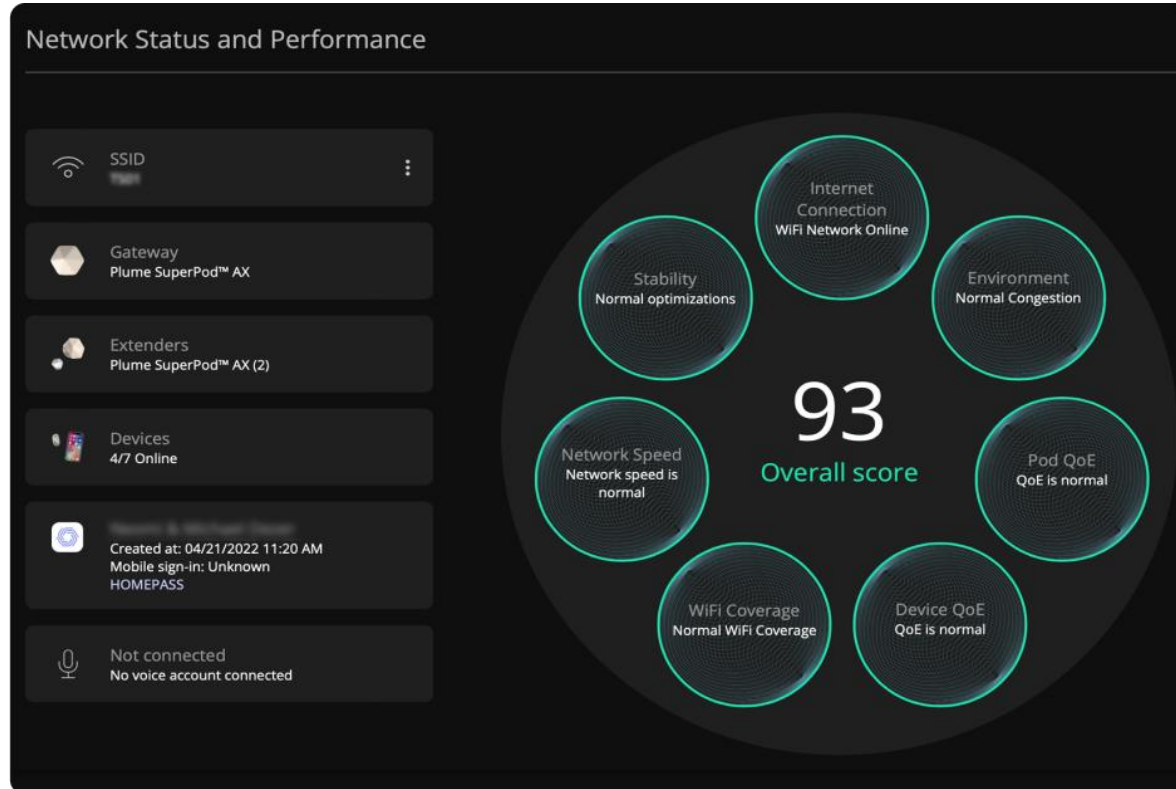 Network Status and Performance
SSID
Gateway
Plume SuperPod™ AX
Extenders
Plume SuperPod™ AX (2)
Devices
4/7 Online
Created at: 04/21/2022 11:20 AM
Mobile sign-in: Unknown
HOMEPASS
Not connected
No voice account connected
Internet
Connection
WiFi Network Online
Stability
Normal optimizations
Environment
Normal Congestion
93
Overall score
Network Speed
Network speed is
normal
Pod QoE
QoE is normal
WiFi Coverage
Normal WiFi Coverage
Device QoE
QoE is normal